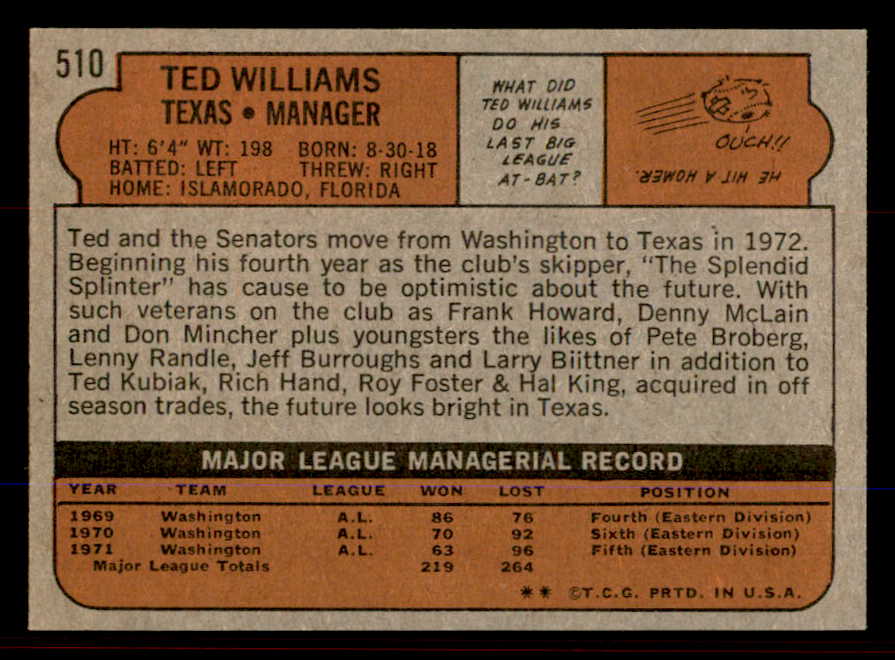 510
TED WILLIAMS
TEXAS • MANAGER
HT: 6'4" WT: 198 BORN: 8-30-18
BATTED: LEFT THREW: RIGHT
HOME: ISLAMORADO, FLORIDA
WHAT DID
TED WILLIAMS
DO HIS
LAST BIG
LEAGUE
AT-BAT?
OUCH!!
HE HIT A HOMER.
Ted and the Senators move from Washington to Texas in 1972.
Beginning his fourth year as the club's skipper, "The Splendid
Splinter" has cause to be optimistic about the future. With
such veterans on the club as Frank Howard, Denny McLain
and Don Mincher plus youngsters the likes of Pete Broberg,
Lenny Randle, Jeff Burroughs and Larry Biittner in addition to
Ted Kubiak, Rich Hand, Roy Foster & Hal King, acquired in off
season trades, the future looks bright in Texas.
MAJOR LEAGUE MANAGERIAL RECORD
YEAR TEAM LEAGUE WON LOST POSITION
1969 Washington A.L. 86 76 Fourth (Eastern Division)
1970 Washington A.L. 70 92 Sixth (Eastern Division)
1971 Washington A.L. 63 96 Fifth (Eastern Division)
Major League Totals 219 264
** ©T.C.G. PRTD. IN U.S.A.